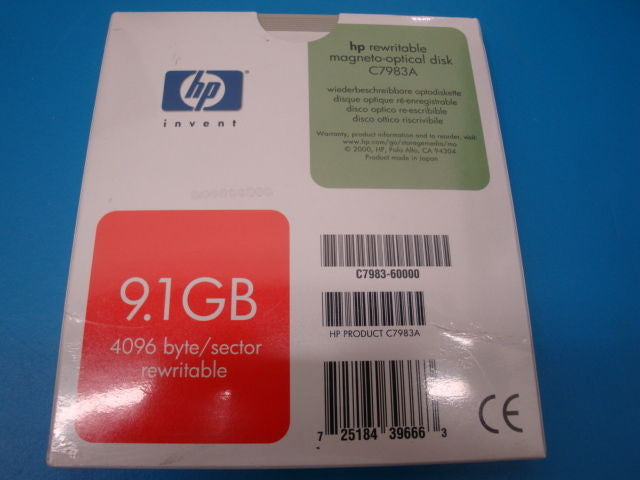 hp
invent
hp rewritable
magneto-optical disk
C7983A
wiederbeschreibbare optodiskette
disque optique ré-enregistrable
disco optico re-escribible
disco ottico riscrivibile
Warranty, product information and to reorder, visit:
www.hp.com/go/storagemedia/mo
© 2000, HP, Palo Alto, CA 94304
Product made in Japan
9.1GB
4096 byte/sector
rewritable
C7983-60000
HP PRODUCT C7983A
7 25184 39666 3
CE